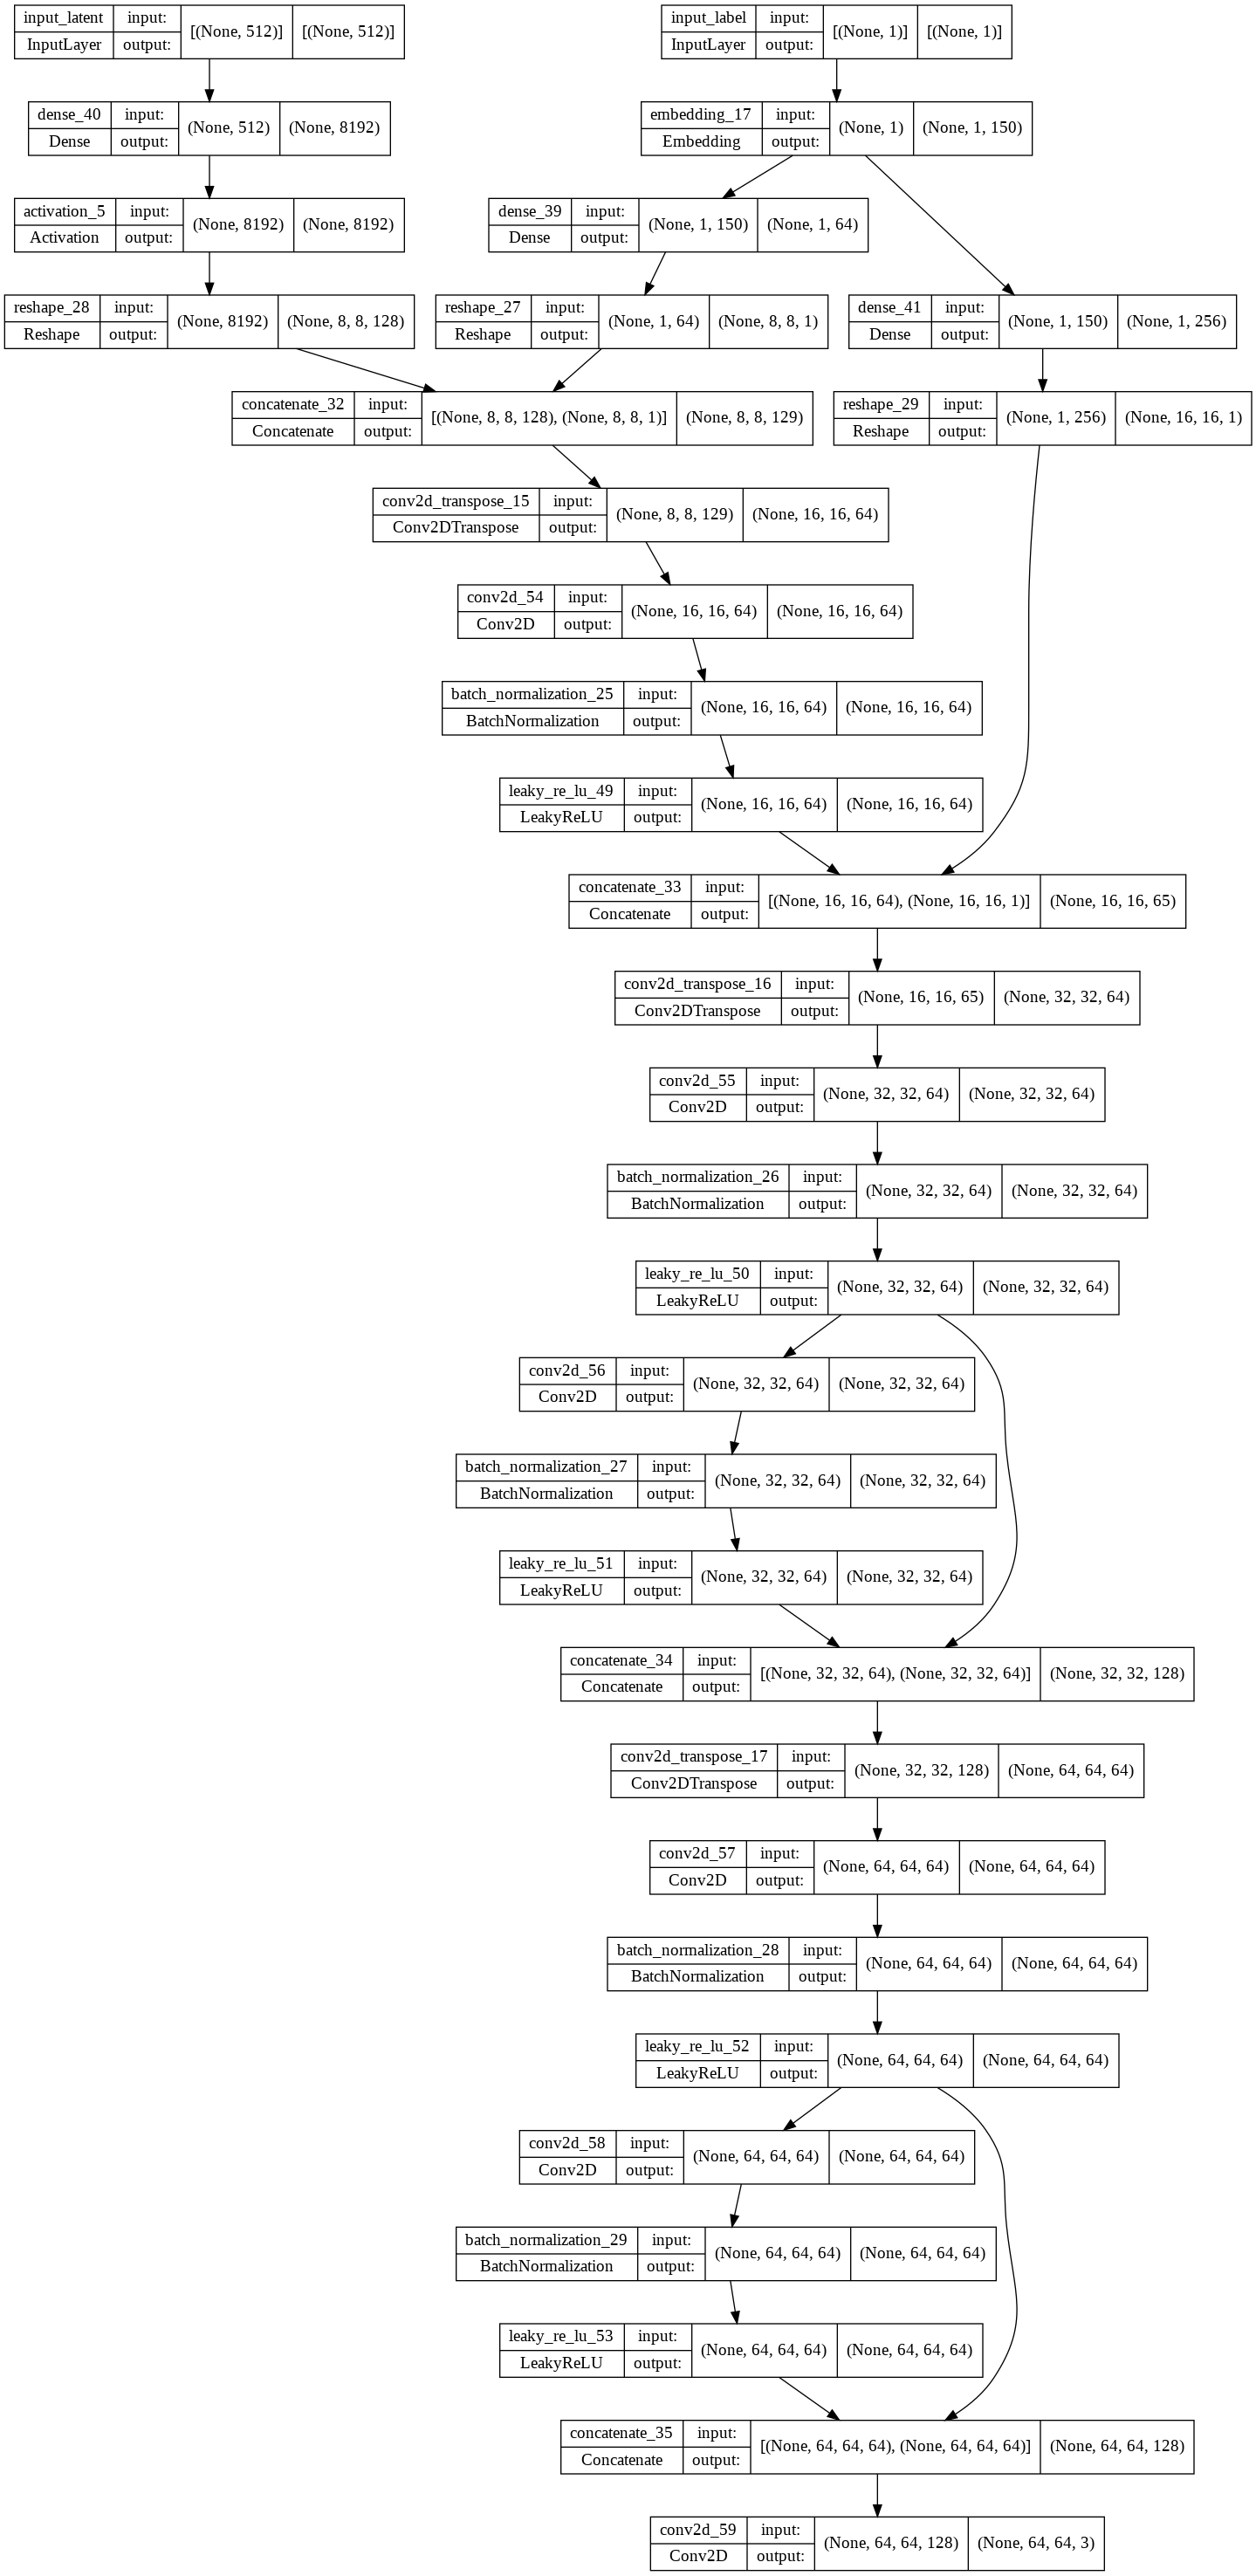 input_latent input: [(None, 512)] [(None, 512)]
InputLayer output:
input_label input: [(None, 1)] [(None, 1)]
InputLayer output:
dense_40 input: (None, 512) (None, 8192)
Dense output:
embedding_17 input: (None, 1) (None, 1, 150)
Embedding output:
activation_5 input: (None, 8192) (None, 8192)
Activation output:
dense_39 input: (None, 1, 150) (None, 1, 64)
Dense output:
reshape_28 input: (None, 8192) (None, 8, 8, 128)
Reshape output:
reshape_27 input: (None, 1, 64) (None, 8, 8, 1)
Reshape output:
dense_41 input: (None, 1, 150) (None, 1, 256)
Dense output:
concatenate_32 input: [(None, 8, 8, 128), (None, 8, 8, 1)] (None, 8, 8, 129)
Concatenate output:
reshape_29 input: (None, 1, 256) (None, 16, 16, 1)
Reshape output:
conv2d_transpose_15 input: (None, 8, 8, 129) (None, 16, 16, 64)
Conv2DTranspose output:
conv2d_54 input: (None, 16, 16, 64) (None, 16, 16, 64)
Conv2D output:
batch_normalization_25 input: (None, 16, 16, 64) (None, 16, 16, 64)
BatchNormalization output:
leaky_re_lu_49 input: (None, 16, 16, 64) (None, 16, 16, 64)
LeakyReLU output:
concatenate_33 input: [(None, 16, 16, 64), (None, 16, 16, 1)] (None, 16, 16, 65)
Concatenate output:
conv2d_transpose_16 input: (None, 16, 16, 65) (None, 32, 32, 64)
Conv2DTranspose output:
conv2d_55 input: (None, 32, 32, 64) (None, 32, 32, 64)
Conv2D output:
batch_normalization_26 input: (None, 32, 32, 64) (None, 32, 32, 64)
BatchNormalization output:
leaky_re_lu_50 input: (None, 32, 32, 64) (None, 32, 32, 64)
LeakyReLU output:
conv2d_56 input: (None, 32, 32, 64) (None, 32, 32, 64)
Conv2D output:
batch_normalization_27 input: (None, 32, 32, 64) (None, 32, 32, 64)
BatchNormalization output:
leaky_re_lu_51 input: (None, 32, 32, 64) (None, 32, 32, 64)
LeakyReLU output:
concatenate_34 input: [(None, 32, 32, 64), (None, 32, 32, 64)] (None, 32, 32, 128)
Concatenate output:
conv2d_transpose_17 input: (None, 32, 32, 128) (None, 64, 64, 64)
Conv2DTranspose output:
conv2d_57 input: (None, 64, 64, 64) (None, 64, 64, 64)
Conv2D output:
batch_normalization_28 input: (None, 64, 64, 64) (None, 64, 64, 64)
BatchNormalization output:
leaky_re_lu_52 input: (None, 64, 64, 64) (None, 64, 64, 64)
LeakyReLU output:
conv2d_58 input: (None, 64, 64, 64) (None, 64, 64, 64)
Conv2D output:
batch_normalization_29 input: (None, 64, 64, 64) (None, 64, 64, 64)
BatchNormalization output:
leaky_re_lu_53 input: (None, 64, 64, 64) (None, 64, 64, 64)
LeakyReLU output:
concatenate_35 input: [(None, 64, 64, 64), (None, 64, 64, 64)] (None, 64, 64, 128)
Concatenate output:
conv2d_59 input: (None, 64, 64, 128) (None, 64, 64, 3)
Conv2D output: